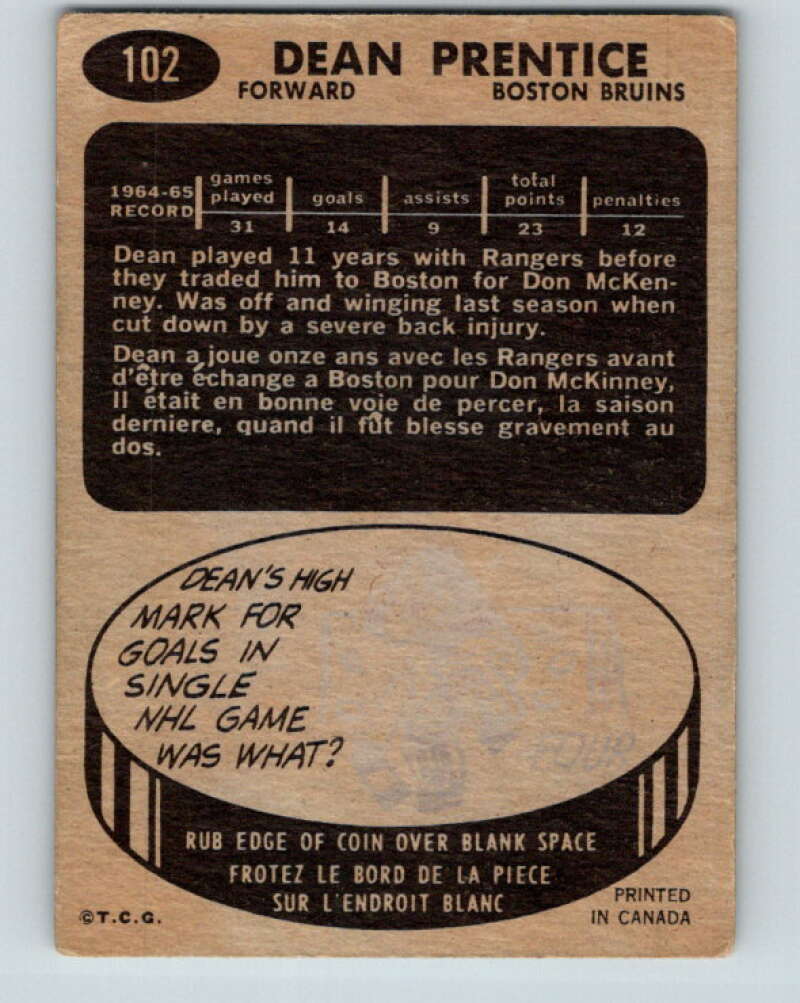 102 DEAN PRENTICE
FORWARD BOSTON BRUINS
1964-65 RECORD games played goals assists total points penalties
31 14 9 23 12
Dean played 11 years with Rangers before
they traded him to Boston for Don McKen-
ney. Was off and winging last season when
cut down by a severe back injury.
Dean a joue onze ans avec les Rangers avant
d'être échange a Boston pour Don McKinney,
Il était en bonne voie de percer, la saison
derniere, quand il fût blesse gravement au
dos.
DEAN'S HIGH
MARK FOR
GOALS IN
SINGLE
NHL GAME
WAS WHAT?
FOUR
RUB EDGE OF COIN OVER BLANK SPACE
FROTEZ LE BORD DE LA PIECE
SUR L'ENDROIT BLANC
©T.C.G.
PRINTED
IN CANADA